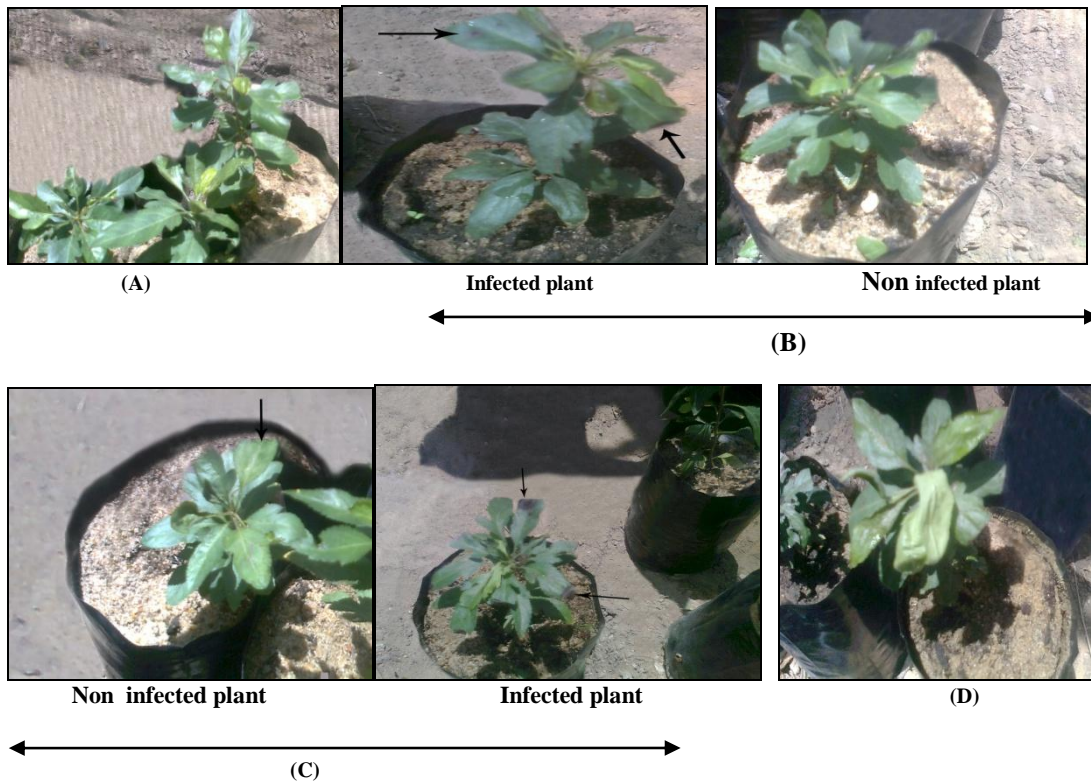 (A)
Infected plant
Non infected plant
(B)
Non infected plant
Infected plant
(D)
(C)